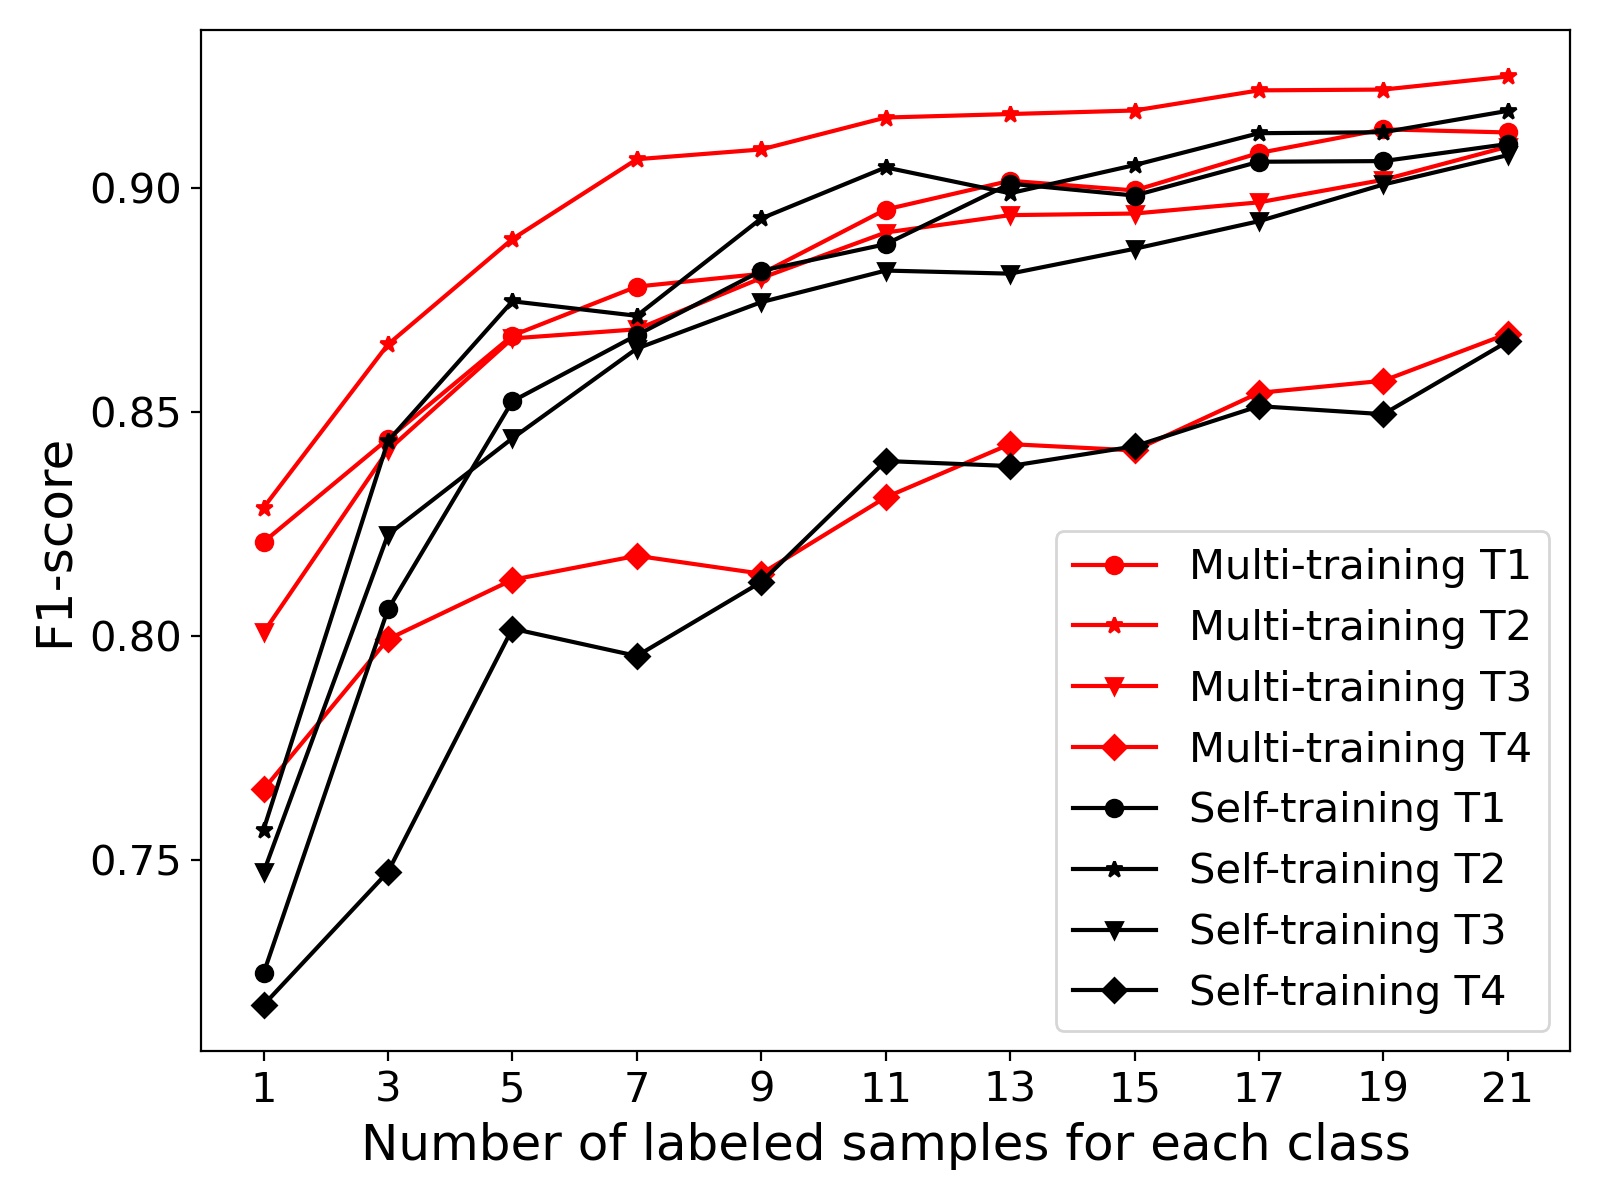 0.90
0.85
0.80
0.75
F1-score
1 3 5 7 9 11 13 15 17 19 21
Number of labeled samples for each class
Multi-training T1
Multi-training T2
Multi-training T3
Multi-training T4
Self-training T1
Self-training T2
Self-training T3
Self-training T4